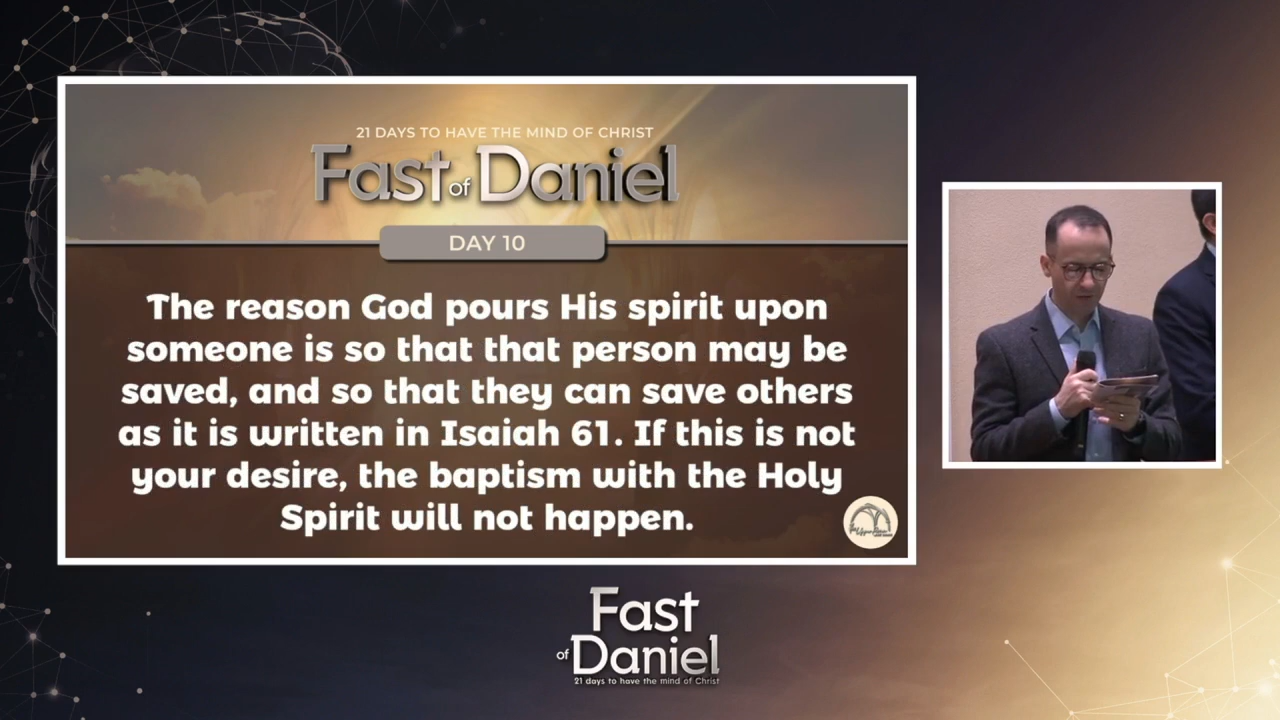 21 DAYS TO HAVE THE MIND OF CHRIST
Fast of Daniel
DAY 10
The reason God pours His spirit upon
someone is so that that person may be
saved, and so that they can save others
as it is written in Isaiah 61. If this is not
your desire, the baptism with the Holy
Spirit will not happen.
Fast
of Daniel
21 days to have the mind of Christ